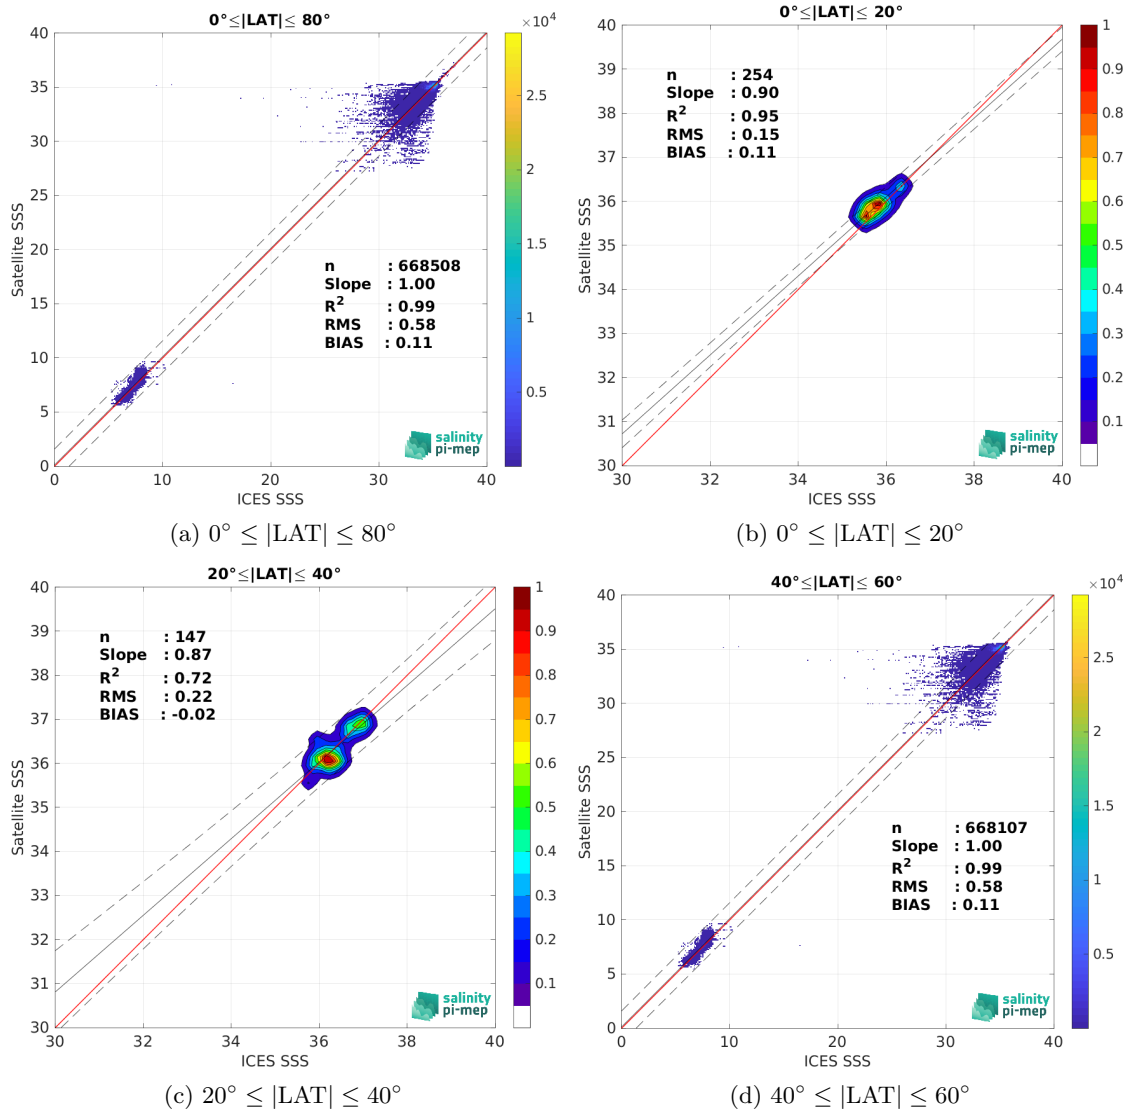 0°≤|LAT|≤ 80°
×10⁴
40
35
30
25
20
15
10
5
0
Satellite SSS
n : 668508
Slope : 1.00
R² : 0.99
RMS : 0.58
BIAS : 0.11
salinity
pi-mep
0 10 20 30 40
ICES SSS
2.5
2
1.5
1
0.5
(a) 0° ≤ |LAT| ≤ 80°
0°≤|LAT|≤ 20°
40
39
38
37
36
35
34
33
32
31
30
Satellite SSS
n : 254
Slope : 0.90
R² : 0.95
RMS : 0.15
BIAS : 0.11
salinity
pi-mep
30 32 34 36 38 40
ICES SSS
1
0.9
0.8
0.7
0.6
0.5
0.4
0.3
0.2
0.1
(b) 0° ≤ |LAT| ≤ 20°
20°≤|LAT|≤ 40°
40
39
38
37
36
35
34
33
32
31
30
Satellite SSS
n : 147
Slope : 0.87
R² : 0.72
RMS : 0.22
BIAS : -0.02
salinity
pi-mep
30 32 34 36 38 40
ICES SSS
1
0.9
0.8
0.7
0.6
0.5
0.4
0.3
0.2
0.1
(c) 20° ≤ |LAT| ≤ 40°
40°≤|LAT|≤ 60°
×10⁴
40
35
30
25
20
15
10
5
0
Satellite SSS
n : 668107
Slope : 1.00
R² : 0.99
RMS : 0.58
BIAS : 0.11
salinity
pi-mep
0 10 20 30 40
ICES SSS
2.5
2
1.5
1
0.5
(d) 40° ≤ |LAT| ≤ 60°